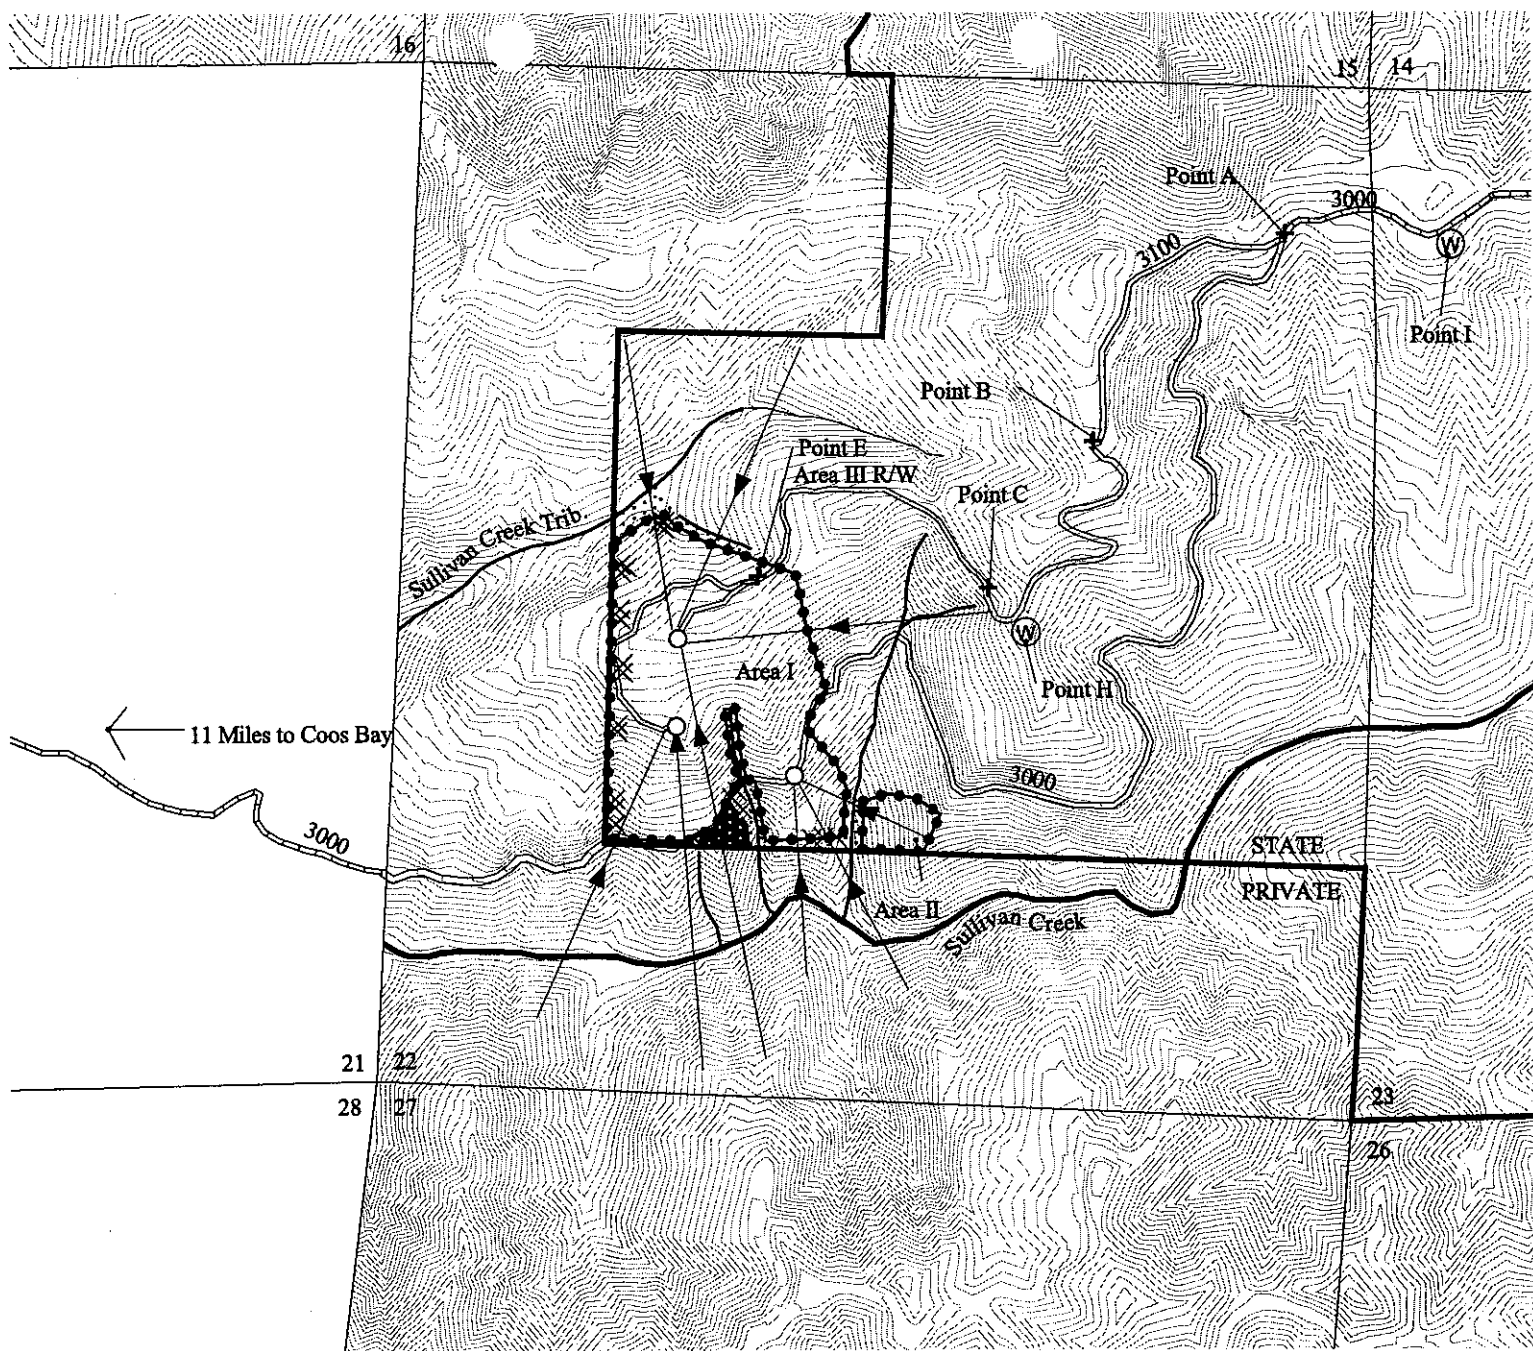 16
15 14
Point A
3000
3100
W
Point I
Point B
Point E
Area III R/W
Point C
Sullivan Creek Trib.
W
Area I
Point H
11 Miles to Coos Bay
3000
3000
STATE
PRIVATE
Area II
Sullivan Creek
21 22
28 27
23
26